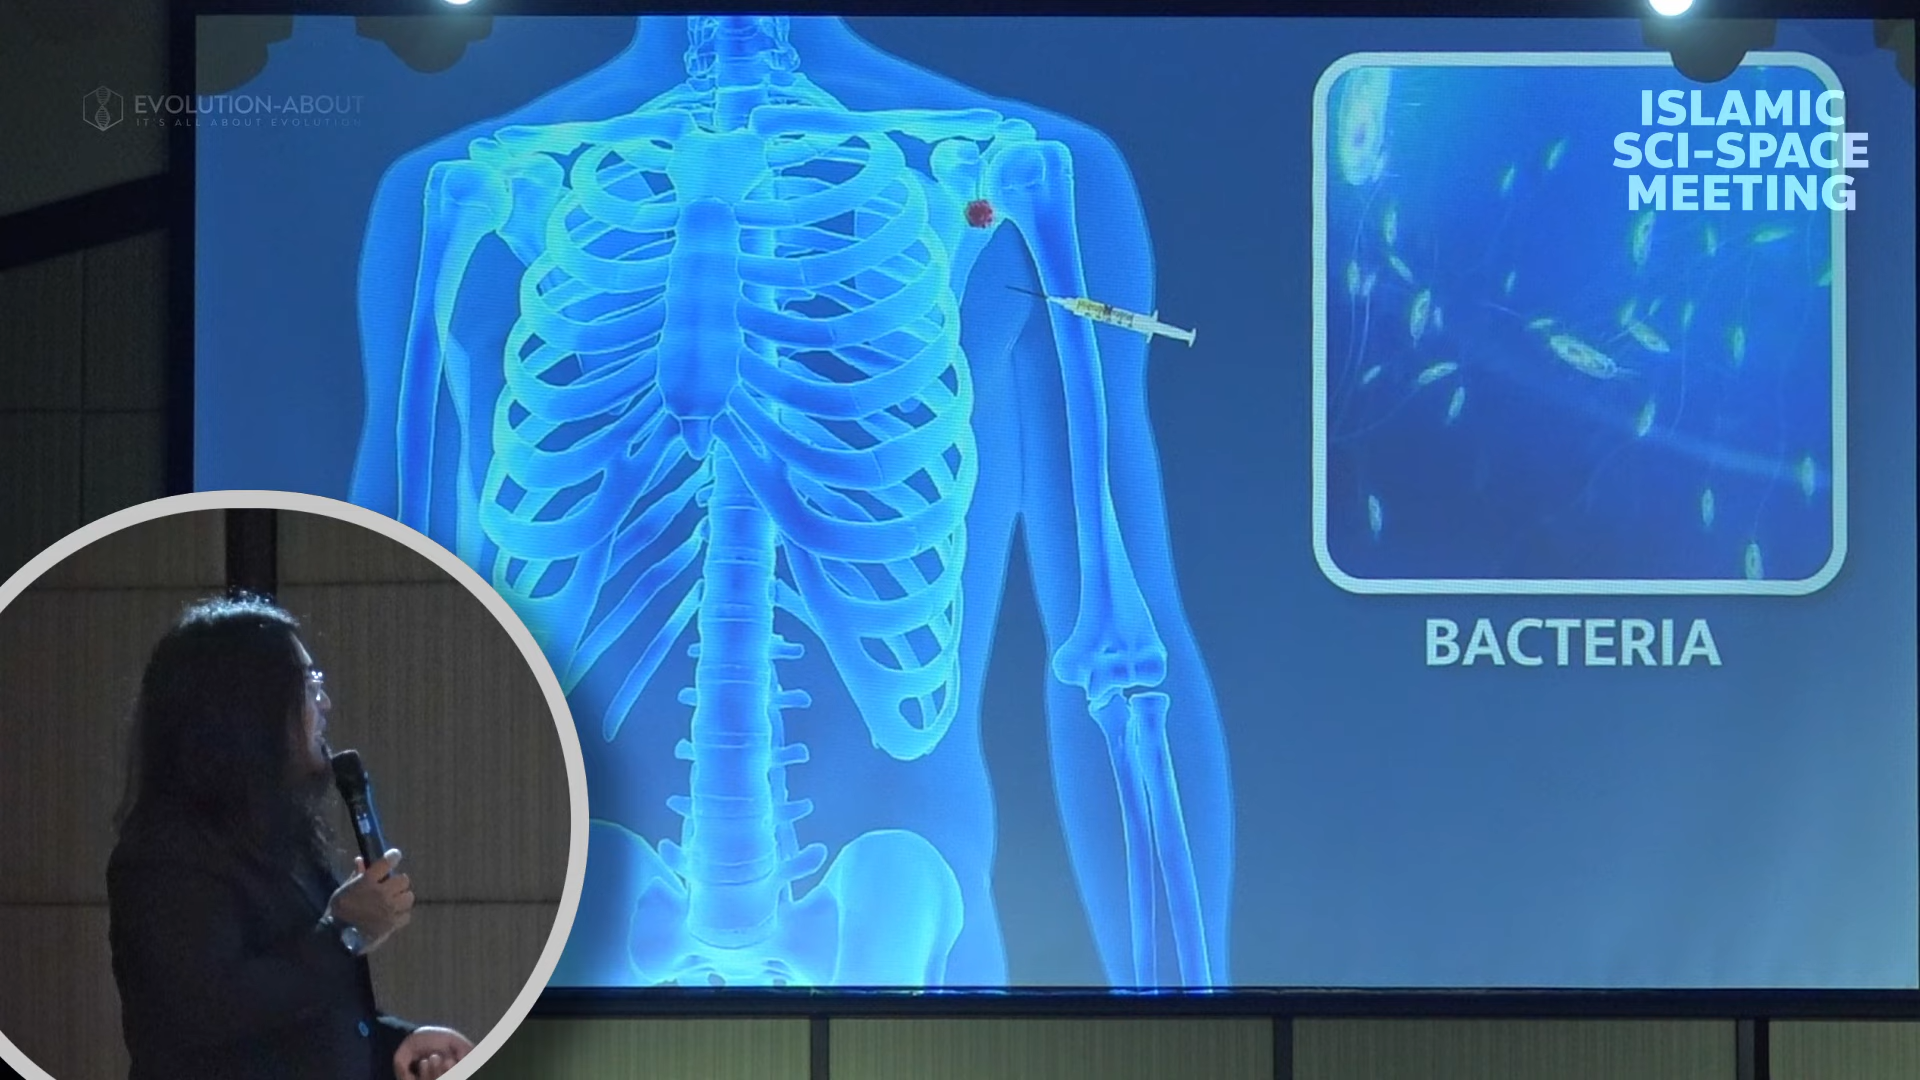 EVOLUTION-ABOUT
IT'S ALL ABOUT EVOLUTION
ISLAMIC
SCI-SPACE
MEETING
BACTERIA